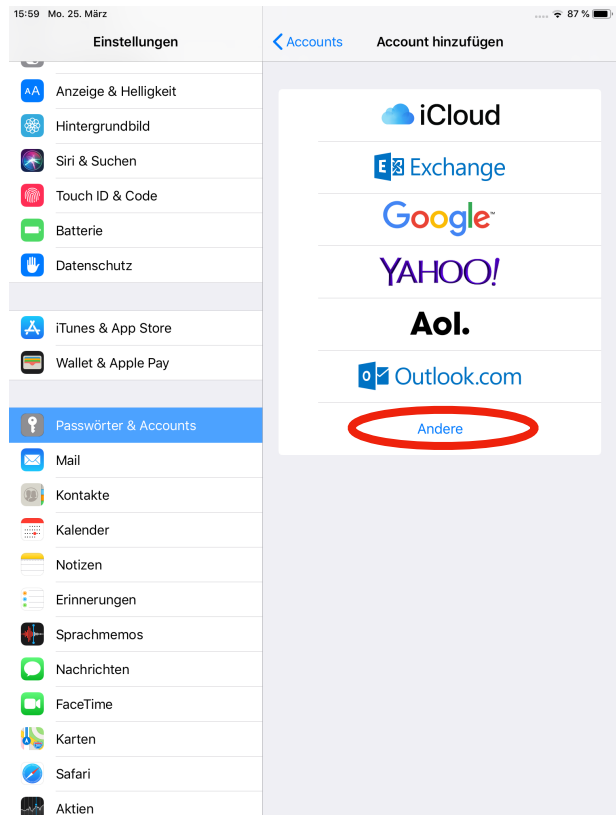 15:59 Mo. 25. März
87 %
Einstellungen
Anzeige & Helligkeit
Hintergrundbild
Siri & Suchen
Touch ID & Code
Batterie
Datenschutz
iTunes & App Store
Wallet & Apple Pay
Passwörter & Accounts
Mail
Kontakte
Kalender
Notizen
Erinnerungen
Sprachmemos
Nachrichten
FaceTime
Karten
Safari
Aktien
Accounts
Account hinzufügen
iCloud
Exchange
Google
YAHOO!
Aol.
Outlook.com
Andere